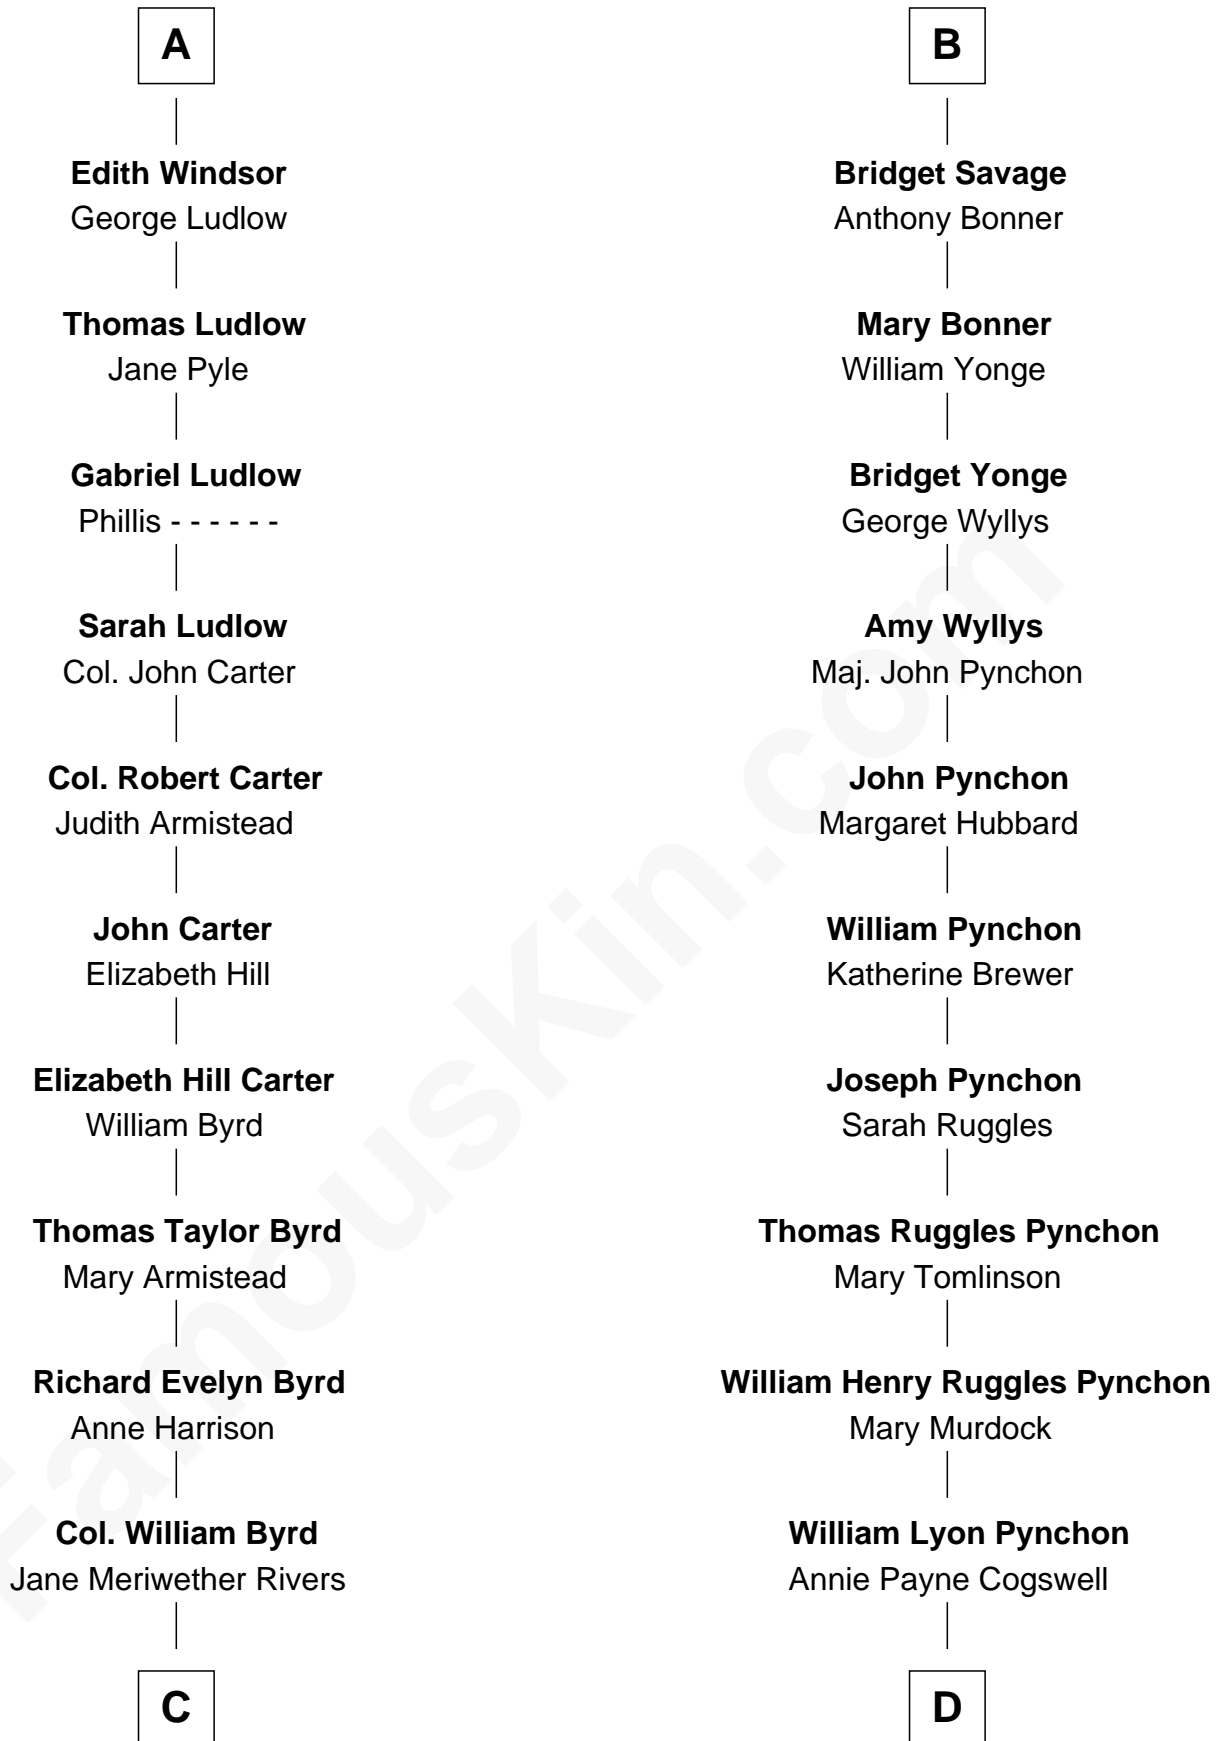 A
Edith Windsor
George Ludlow
Thomas Ludlow
Jane Pyle
Gabriel Ludlow
Phillis - - - - - -
Sarah Ludlow
Col. John Carter
Col. Robert Carter
Judith Armistead
John Carter
Elizabeth Hill
Elizabeth Hill Carter
William Byrd
Thomas Taylor Byrd
Mary Armistead
Richard Evelyn Byrd
Anne Harrison
Col. William Byrd
Jane Meriwether Rivers
C
B
Bridget Savage
Anthony Bonner
Mary Bonner
William Yonge
Bridget Yonge
George Wyllys
Amy Wyllys
Maj. John Pynchon
John Pynchon
Margaret Hubbard
William Pynchon
Katherine Brewer
Joseph Pynchon
Sarah Ruggles
Thomas Ruggles Pynchon
Mary Tomlinson
William Henry Ruggles Pynchon
Mary Murdock
William Lyon Pynchon
Annie Payne Cogswell
D
FamousKin.com